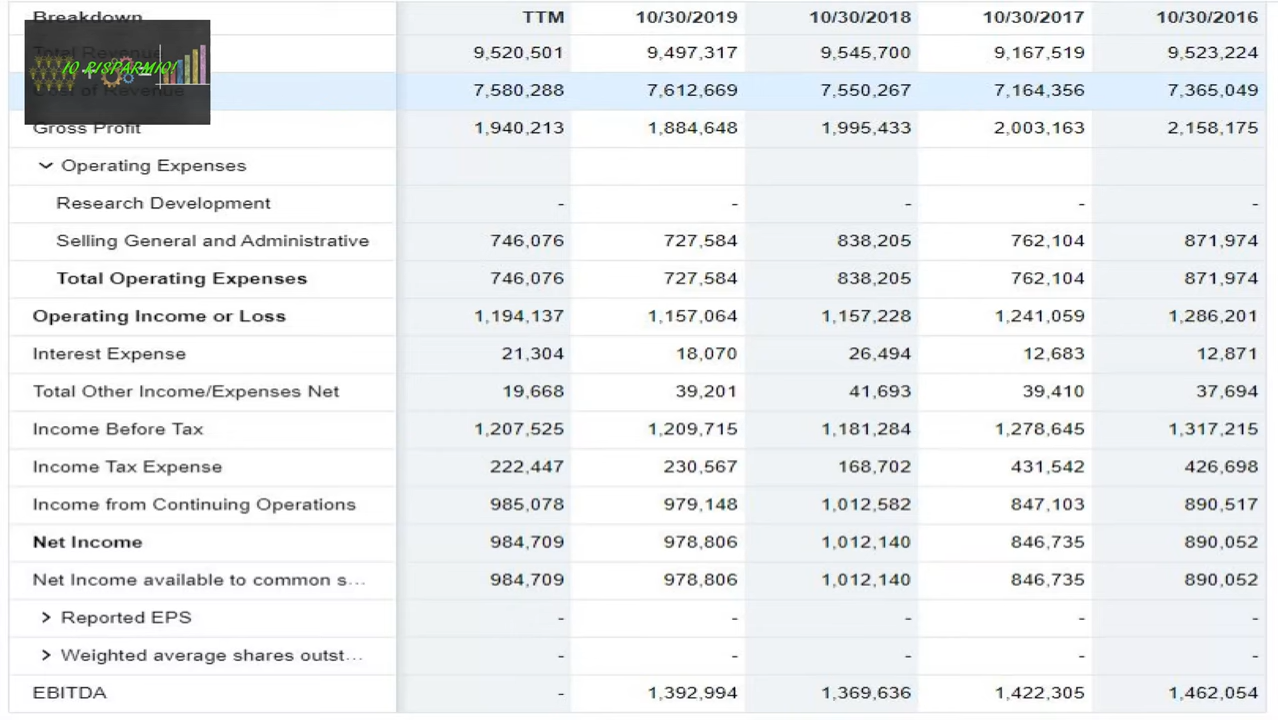 Breakdown TTM 10/30/2019 10/30/2018 10/30/2017 10/30/2016
Total Revenue 9,520,501 9,497,317 9,545,700 9,167,519 9,523,224
IO RISPARMIO!
Cost of Revenue 7,580,288 7,612,669 7,550,267 7,164,356 7,365,049
Gross Profit 1,940,213 1,884,648 1,995,433 2,003,163 2,158,175
Operating Expenses
Research Development - - - - -
Selling General and Administrative 746,076 727,584 838,205 762,104 871,974
Total Operating Expenses 746,076 727,584 838,205 762,104 871,974
Operating Income or Loss 1,194,137 1,157,064 1,157,228 1,241,059 1,286,201
Interest Expense 21,304 18,070 26,494 12,683 12,871
Total Other Income/Expenses Net 19,668 39,201 41,693 39,410 37,694
Income Before Tax 1,207,525 1,209,715 1,181,284 1,278,645 1,317,215
Income Tax Expense 222,447 230,567 168,702 431,542 426,698
Income from Continuing Operations 985,078 979,148 1,012,582 847,103 890,517
Net Income 984,709 978,806 1,012,140 846,735 890,052
Net Income available to common s... 984,709 978,806 1,012,140 846,735 890,052
Reported EPS - - - - -
Weighted average shares outst... - - - - -
EBITDA - 1,392,994 1,369,636 1,422,305 1,462,054